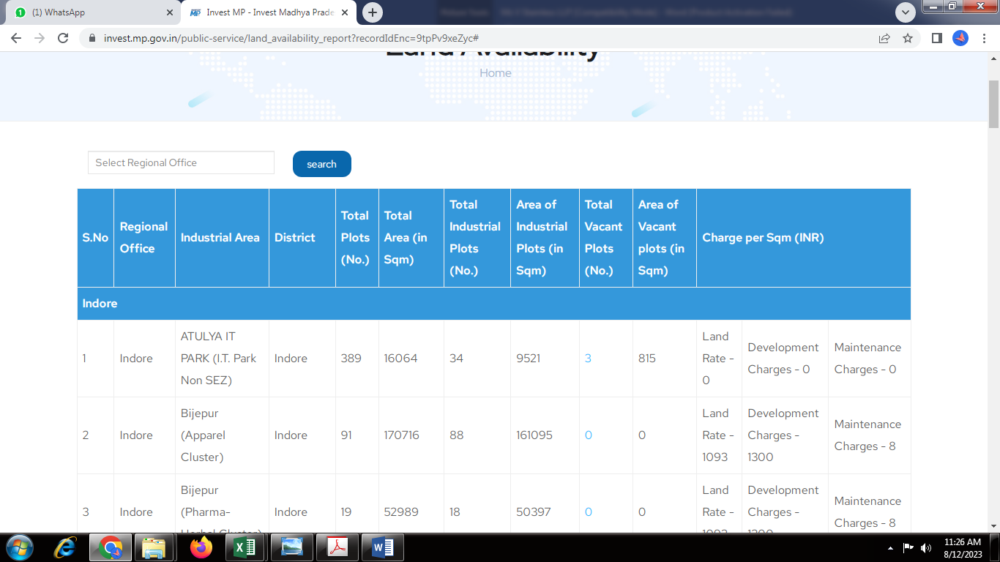 (1) WhatsApp
Invest MP - Invest Madhya Prade
invest.mp.gov.in/public-service/land_availability_report?recordIdEnc=9tpPv9xeZyc#
Land Availability
Home
Select Regional Office
search
S.No
Regional
Office
Industrial Area
District
Total
Plots
(No.)
Total
Area (in
Sqm)
Total
Industrial
Plots
(No.)
Area of
Industrial
Plots (in
Sqm)
Total
Vacant
Plots
(No.)
Area of
Vacant
plots (in
Sqm)
Charge per Sqm (INR)
Indore
1
Indore
ATULYA IT
PARK (I.T. Park
Non SEZ)
Indore
389
16064
34
9521
3
815
Land
Rate -
0
Development
Charges - 0
Maintenance
Charges - 0
2
Indore
Bijepur
(Apparel
Cluster)
Indore
91
170716
88
161095
0
0
Land
Rate -
1093
Development
Charges -
1300
Maintenance
Charges - 8
3
Indore
Bijepur
(Pharma-
Herbal Cluster)
Indore
19
52989
18
50397
0
0
Land
Rate -
1093
Development
Charges -
1300
Maintenance
Charges - 8
11:26 AM
8/12/2023